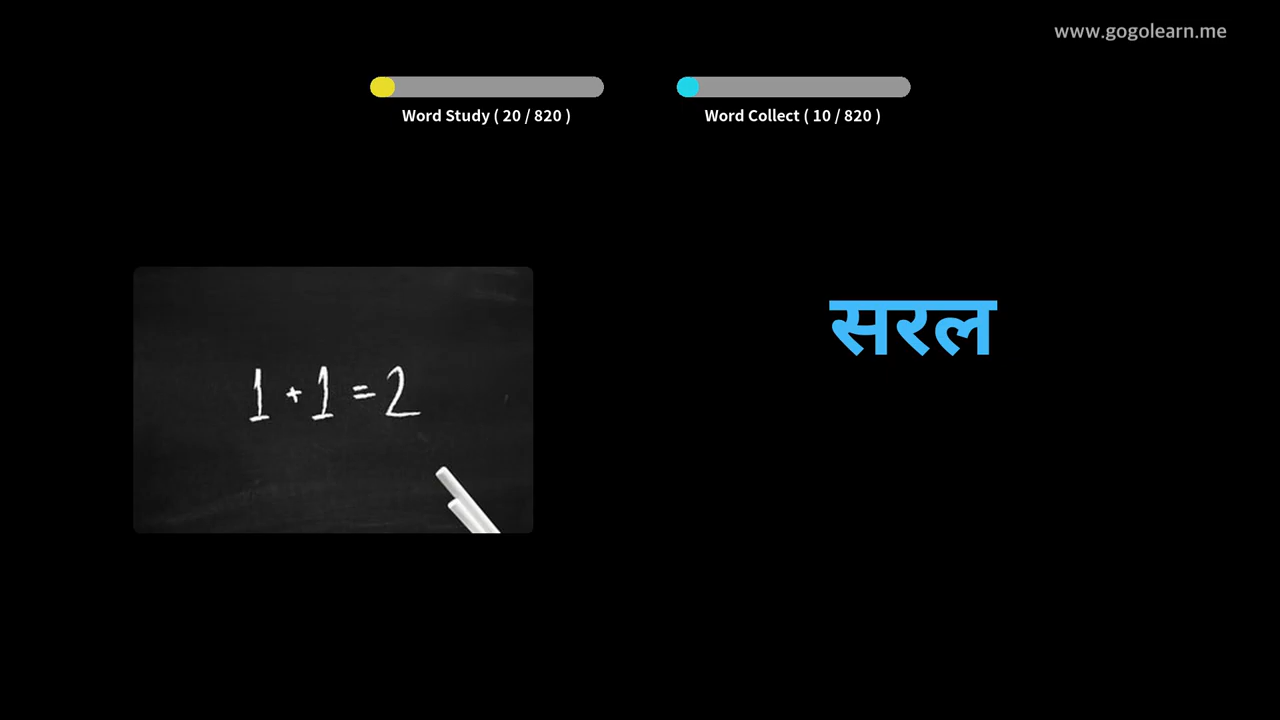 www.gogolearn.me
Word Study ( 20 / 820 )
Word Collect ( 10 / 820 )
1 + 1 = 2
सरल